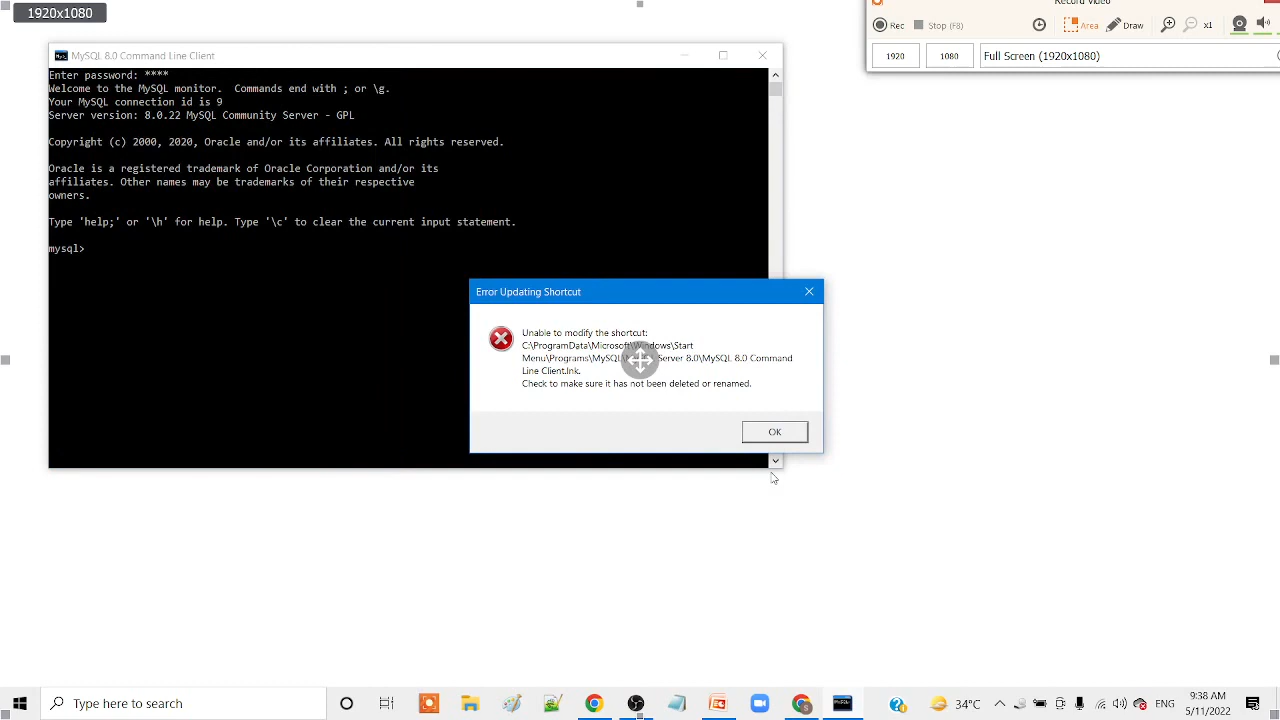 1920x1080
Record Video
Rec
Stop (F8)
Area
Draw
x1
1920
1080
Full Screen (1920x1080)
MySQL 8.0 Command Line Client
Enter password: ****
Welcome to the MySQL monitor.  Commands end with ; or \g.
Your MySQL connection id is 9
Server version: 8.0.22 MySQL Community Server - GPL
Copyright (c) 2000, 2020, Oracle and/or its affiliates. All rights reserved.
Oracle is a registered trademark of Oracle Corporation and/or its
affiliates. Other names may be trademarks of their respective
owners.
Type 'help;' or '\h' for help. Type '\c' to clear the current input statement.
mysql>
Error Updating Shortcut
Unable to modify the shortcut:
C:\ProgramData\Microsoft\Windows\Start
Menu\Programs\MySQL\ Server 8.0\MySQL 8.0 Command
Line Client.lnk.
Check to make sure it has not been deleted or renamed.
OK
Type here to search
34°C
ENG
9:38 AM
5/11/2022